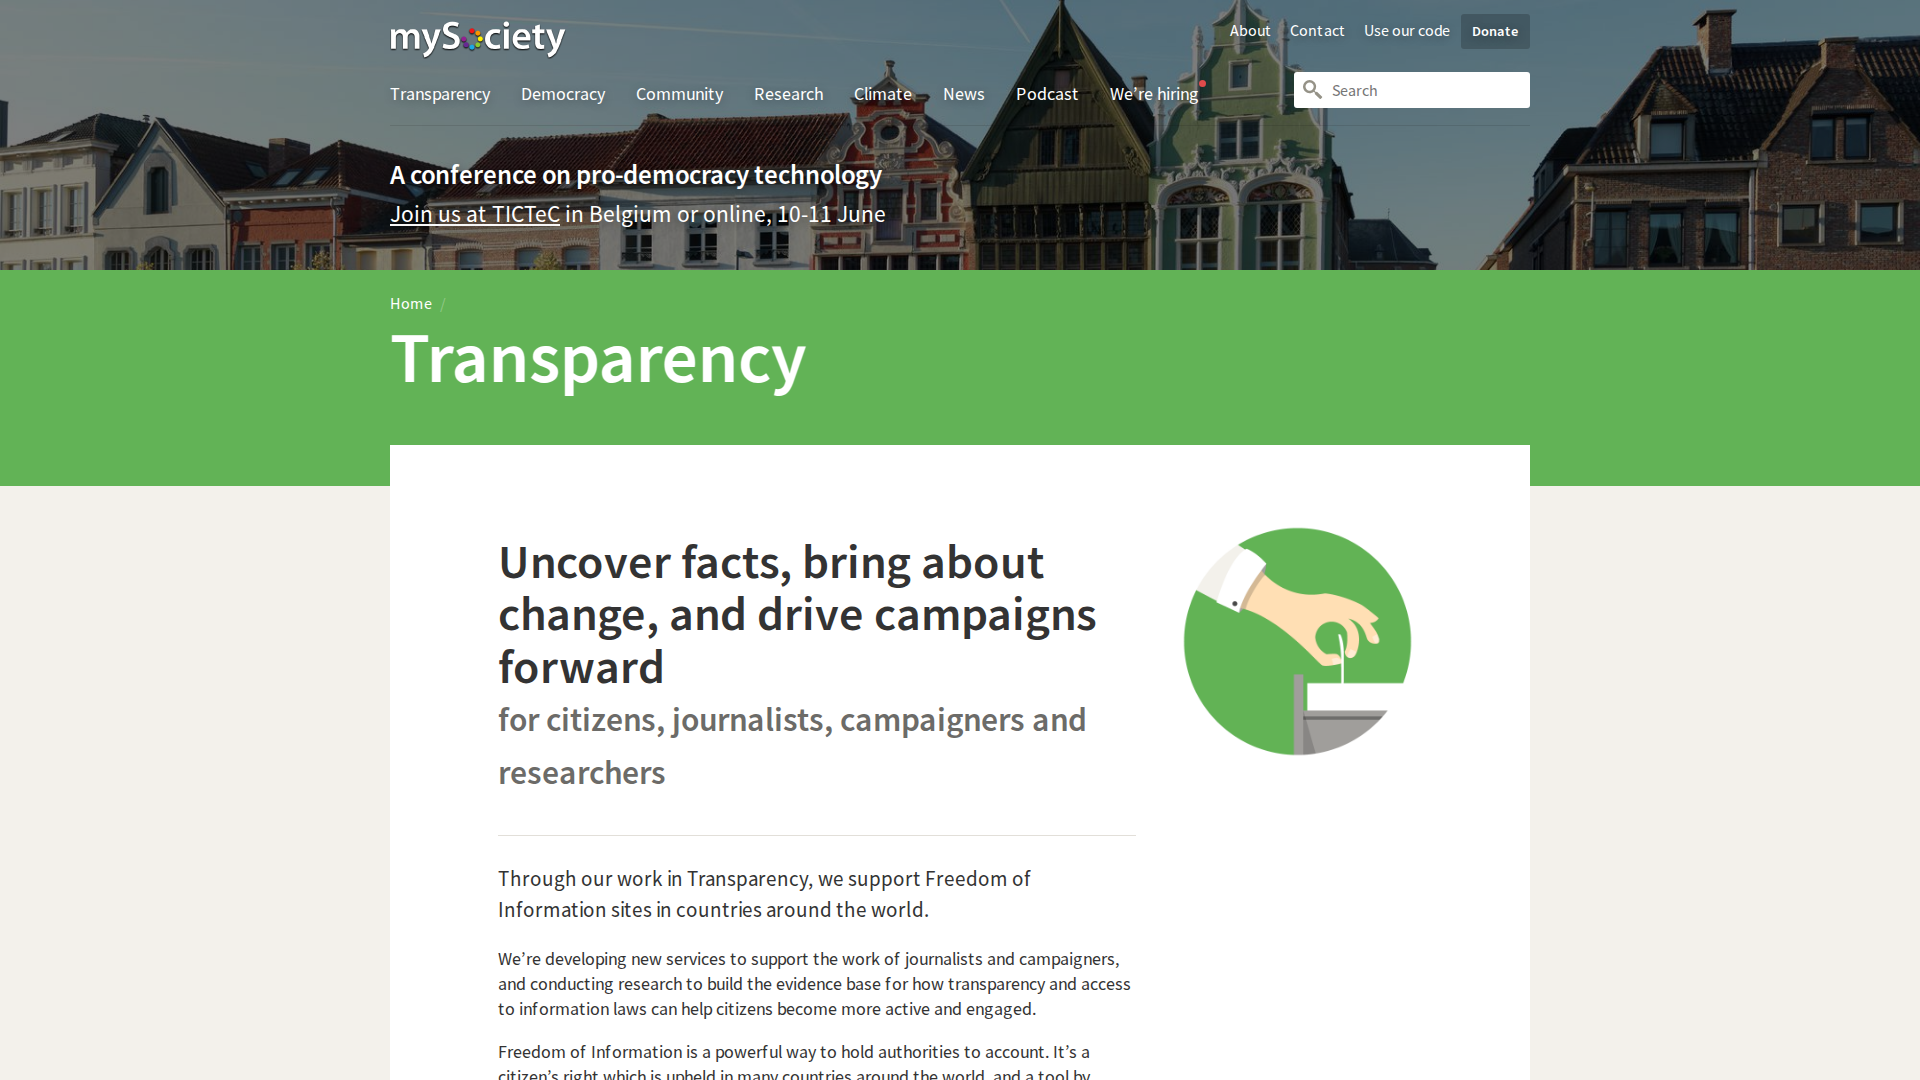 mySociety
About Contact Use our code Donate
Transparency Democracy Community Research Climate News Podcast We’re hiring
Search
A conference on pro-democracy technology
Join us at TICTeC in Belgium or online, 10-11 June
Home /
Transparency
Uncover facts, bring about
change, and drive campaigns
forward
for citizens, journalists, campaigners and
researchers
Through our work in Transparency, we support Freedom of
Information sites in countries around the world.
We’re developing new services to support the work of journalists and campaigners,
and conducting research to build the evidence base for how transparency and access
to information laws can help citizens become more active and engaged.
Freedom of Information is a powerful way to hold authorities to account. It’s a
citizen’s right which is upheld in many countries around the world, and a tool by